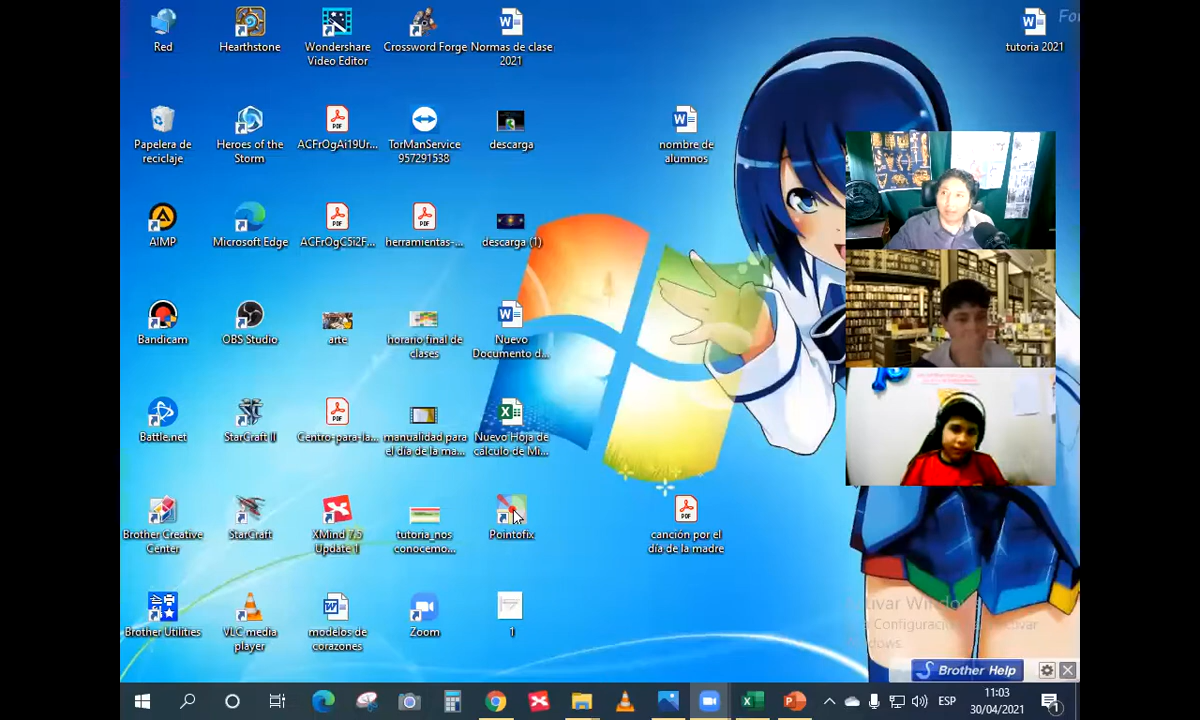 Red
Hearthstone
Wondershare
Video Editor
Crossword Forge
Normas de clase
2021
tutoria 2021
Papelera de
reciclaje
Heroes of the
Storm
ACFrOgAi19Ur...
TorManService
957291538
descarga
nombre de
alumnos
AIMP
Microsoft Edge
ACFrOgC5l2F...
herramientas-...
descarga (1)
Bandicam
OBS Studio
arte
horario final de
clases
Nuevo
Documento d...
Battle.net
StarCraft II
Centro-para-la...
manualidad para
el día de la ma...
Nuevo Hoja de
cálculo de Mi...
Brother Creative
Center
StarCraft
XMind 7.5
Update 1
tutoria_nos
conocemo...
Pointofix
canción por el
día de la madre
Brother Utilities
VLC media
player
modelos de
corazones
Zoom
1
Brother Help
ESP
11:03
30/04/2021